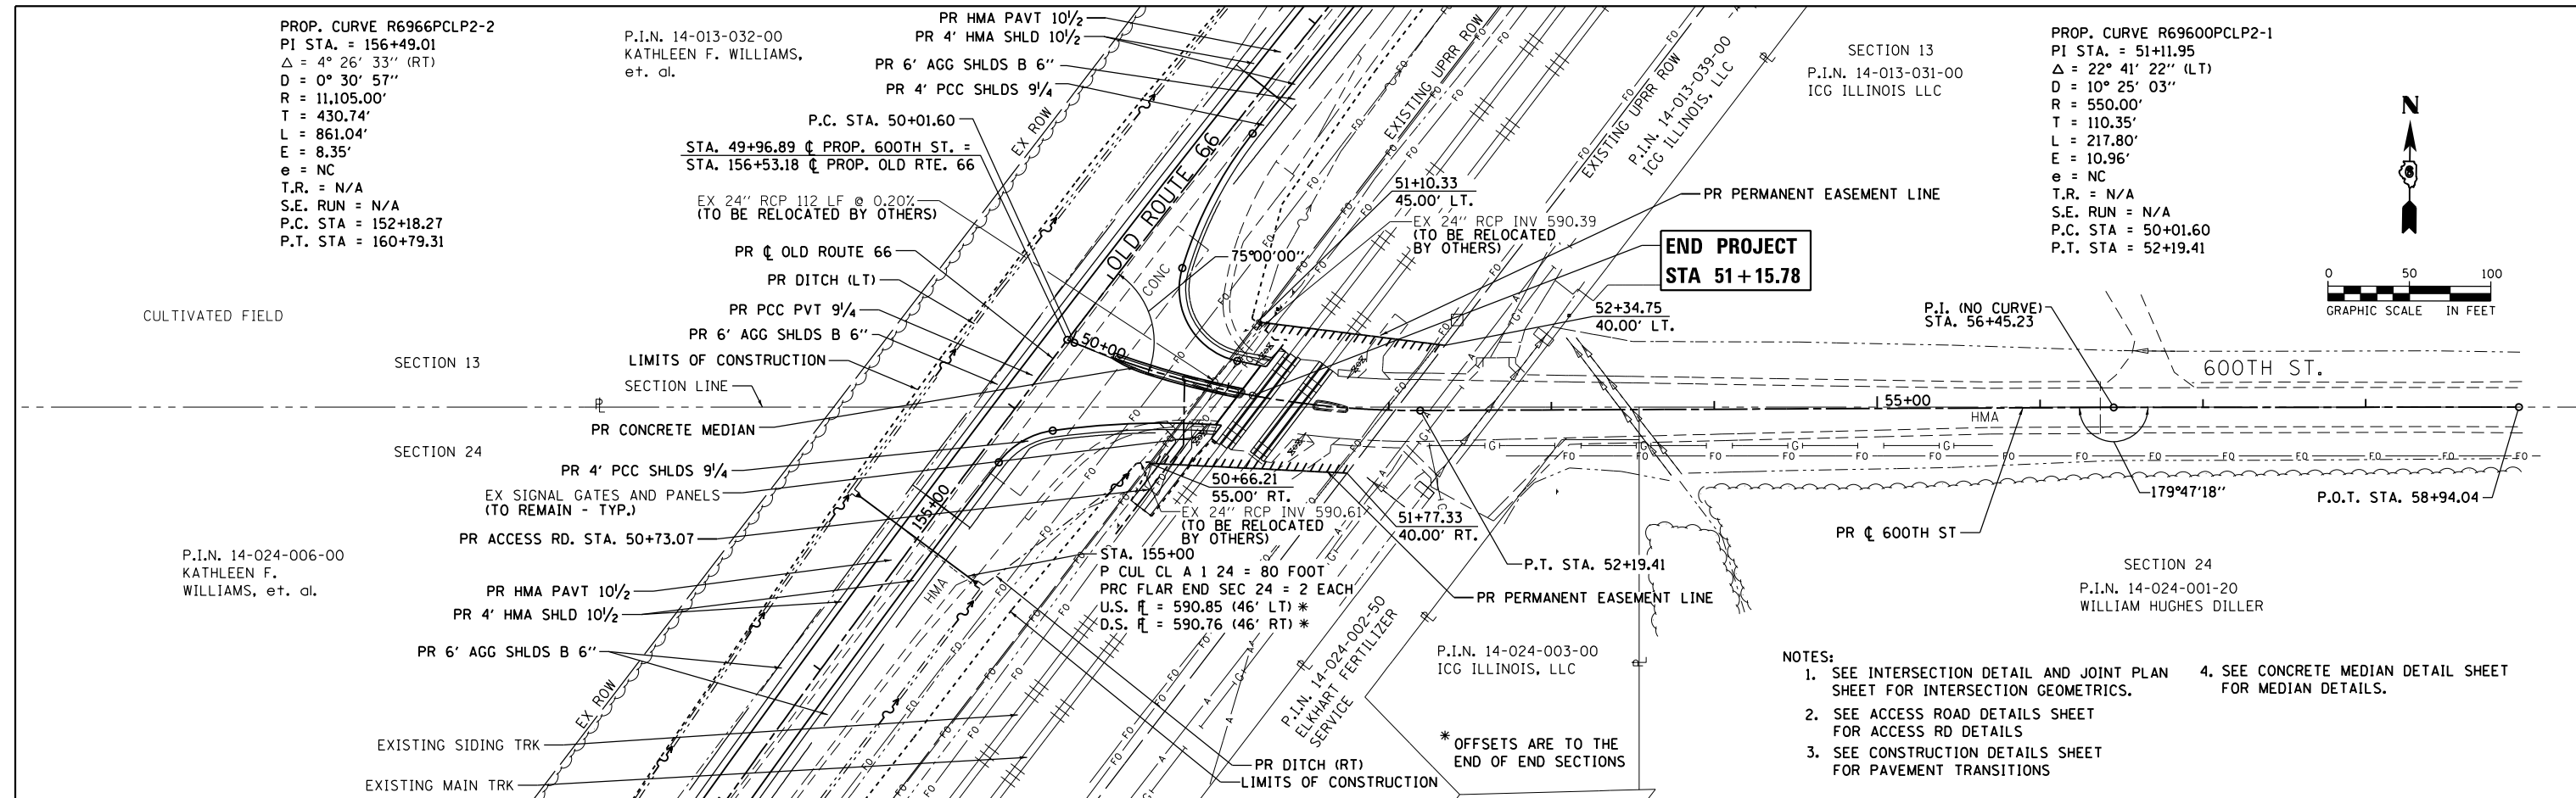 PROP. CURVE R6966PCLP2-2
PI STA. = 156+49.01
Δ = 4° 26' 33'' (RT)
D = 0° 30' 57''
R = 11,105.00'
T = 430.74'
L = 861.04'
E = 8.35'
e = NC
T.R. = N/A
S.E. RUN = N/A
P.C. STA = 152+18.27
P.T. STA = 160+79.31
P.I.N. 14-013-032-00
KATHLEEN F. WILLIAMS,
et. al.
PR HMA PAVT 10½
PR 4' HMA SHLD 10½
PR 6' AGG SHLDS B 6''
PR 4' PCC SHLDS 9¼
P.C. STA. 50+01.60
STA. 49+96.89 ℄ PROP. 600TH ST. =
STA. 156+53.18 ℄ PROP. OLD RTE. 66
EX 24'' RCP 112 LF @ 0.20%
(TO BE RELOCATED BY OTHERS)
PR ℄ OLD ROUTE 66
PR DITCH (LT)
PR PCC PVT 9¼
PR 6' AGG SHLDS B 6''
LIMITS OF CONSTRUCTION
SECTION LINE
CULTIVATED FIELD
SECTION 13
SECTION 24
PR CONCRETE MEDIAN
PR 4' PCC SHLDS 9¼
EX SIGNAL GATES AND PANELS
(TO REMAIN - TYP.)
PR ACCESS RD. STA. 50+73.07
P.I.N. 14-024-006-00
KATHLEEN F.
WILLIAMS, et. al.
PR HMA PAVT 10½
PR 4' HMA SHLD 10½
PR 6' AGG SHLDS B 6''
EX ROW
EXISTING SIDING TRK
EXISTING MAIN TRK
EX ROW
OLD ROUTE 66
CONC
75°00'00''
50+00
155+00
HMA
EXISTING UPRR ROW
EXISTING UPRR ROW
P.I.N. 14-013-039-00
ICG ILLINOIS, LLC
51+10.33
45.00' LT.
EX 24'' RCP INV 590.39
(TO BE RELOCATED
BY OTHERS)
PR PERMANENT EASEMENT LINE
END PROJECT
STA 51+15.78
52+34.75
40.00' LT.
SECTION 13
P.I.N. 14-013-031-00
ICG ILLINOIS LLC
PROP. CURVE R69600PCLP2-1
PI STA. = 51+11.95
Δ = 22° 41' 22'' (LT)
D = 10° 25' 03''
R = 550.00'
T = 110.35'
L = 217.80'
E = 10.96'
e = NC
T.R. = N/A
S.E. RUN = N/A
P.C. STA = 50+01.60
P.T. STA = 52+19.41
N
0 50 100
GRAPHIC SCALE IN FEET
P.I. (NO CURVE)
STA. 56+45.23
600TH ST.
55+00
HMA
179°47'18''
P.O.T. STA. 58+94.04
PR ℄ 600TH ST
50+66.21
55.00' RT.
EX 24'' RCP INV 590.61
(TO BE RELOCATED
BY OTHERS)
51+77.33
40.00' RT.
STA. 155+00
P CUL CL A 1 24 = 80 FOOT
PRC FLAR END SEC 24 = 2 EACH
U.S. FL = 590.85 (46' LT) *
D.S. FL = 590.76 (46' RT) *
P.T. STA. 52+19.41
PR PERMANENT EASEMENT LINE
P.I.N. 14-024-002-50
ELKHART FERTILIZER
SERVICE
P.I.N. 14-024-003-00
ICG ILLINOIS, LLC
* OFFSETS ARE TO THE
END OF END SECTIONS
PR DITCH (RT)
LIMITS OF CONSTRUCTION
SECTION 24
P.I.N. 14-024-001-20
WILLIAM HUGHES DILLER
NOTES:
1. SEE INTERSECTION DETAIL AND JOINT PLAN
SHEET FOR INTERSECTION GEOMETRICS.
2. SEE ACCESS ROAD DETAILS SHEET
FOR ACCESS RD DETAILS
3. SEE CONSTRUCTION DETAILS SHEET
FOR PAVEMENT TRANSITIONS
4. SEE CONCRETE MEDIAN DETAIL SHEET
FOR MEDIAN DETAILS.